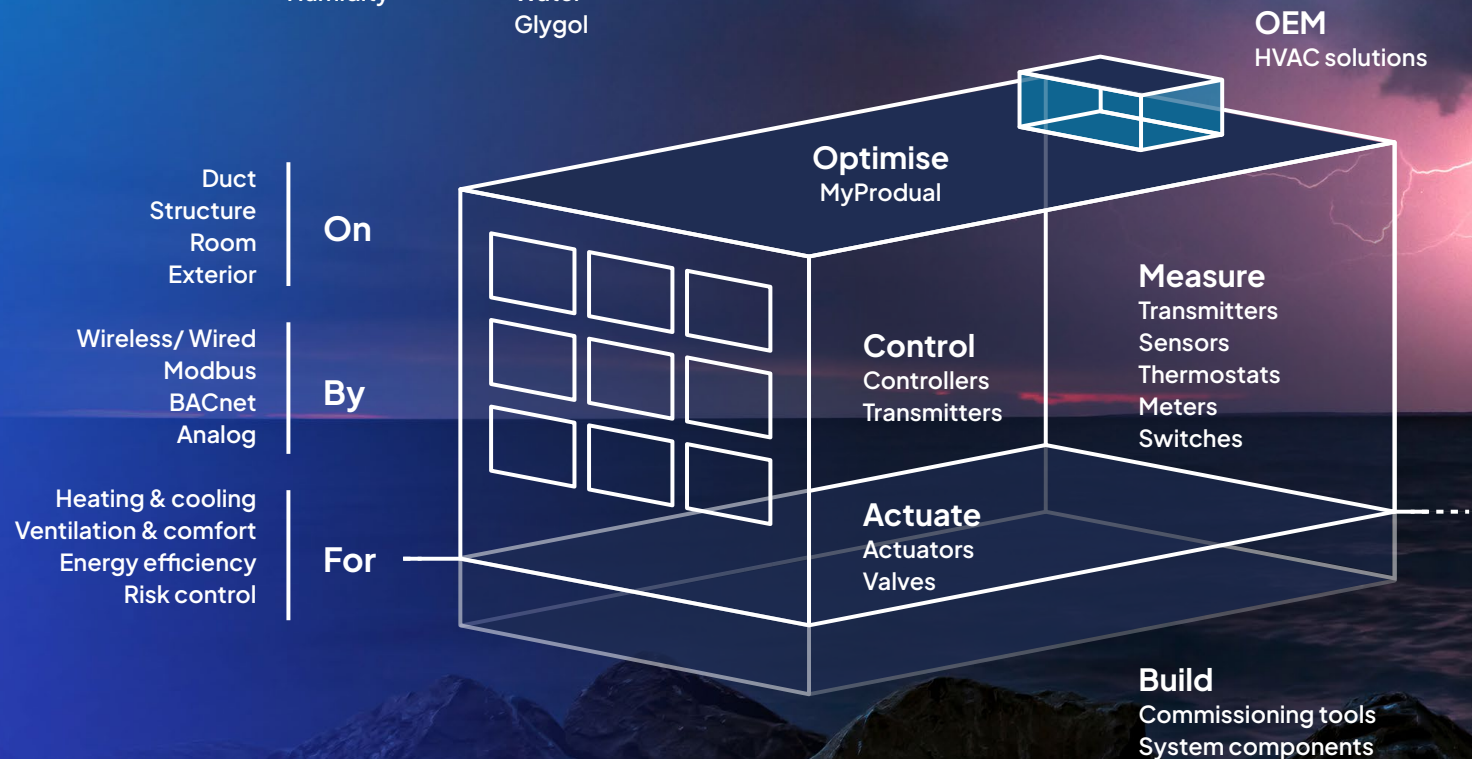 Humidity
Water
Glygol
OEM
HVAC solutions
Optimise
MyProdual
Duct
Structure
Room
Exterior
On
Wireless/ Wired
Modbus
BACnet
Analog
By
Heating & cooling
Ventilation & comfort
Energy efficiency
Risk control
For
Control
Controllers
Transmitters
Measure
Transmitters
Sensors
Thermostats
Meters
Switches
Actuate
Actuators
Valves
Build
Commissioning tools
System components